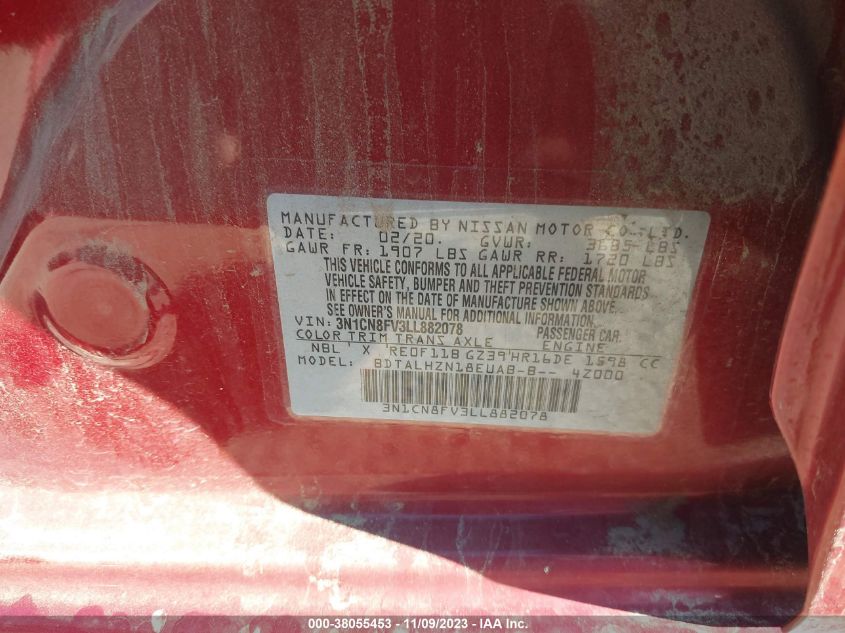 MANUFACTURED BY NISSAN MOTOR CO., LTD.
DATE: 02/20. GVWR: 3685 LBS
GAWR FR: 1907 LBS GAWR RR: 1720 LBS
THIS VEHICLE CONFORMS TO ALL APPLICABLE FEDERAL MOTOR
VEHICLE SAFETY, BUMPER AND THEFT PREVENTION STANDARDS
IN EFFECT ON THE DATE OF MANUFACTURE SHOWN ABOVE.
SEE OWNER'S MANUAL FOR ADDITIONAL INFORMATION.
VIN: 3N1CN8FV3LL882078 PASSENGER CAR
COLOR TRIM TRANS AXLE ENGINE
NBL X RE0F11B GZ39 HR16DE 1598 CC
MODEL: BDTALHZN18EUAB-B-- 4Z000
3N1CN8FV3LL882078
000-38055453 - 11/09/2023 - IAA Inc.